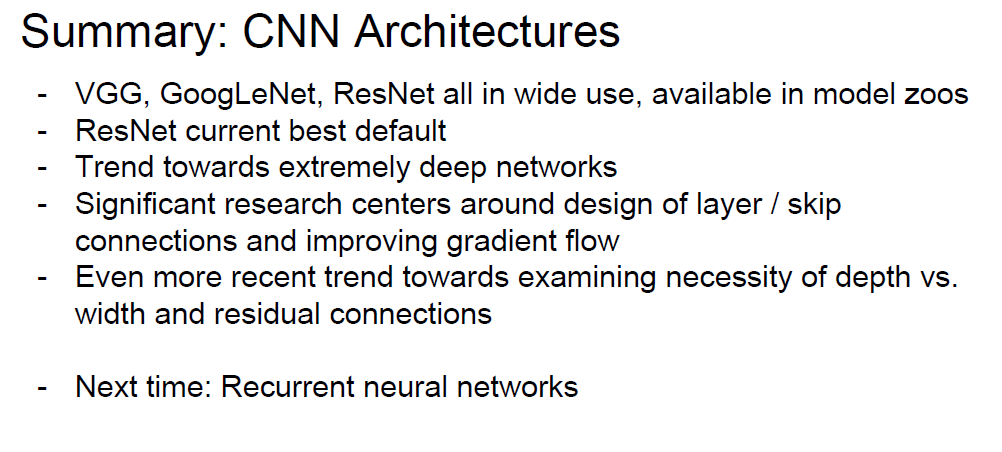 Summary: CNN Architectures
- VGG, GoogLeNet, ResNet all in wide use, available in model zoos
- ResNet current best default
- Trend towards extremely deep networks
- Significant research centers around design of layer / skip
connections and improving gradient flow
- Even more recent trend towards examining necessity of depth vs.
width and residual connections
- Next time: Recurrent neural networks